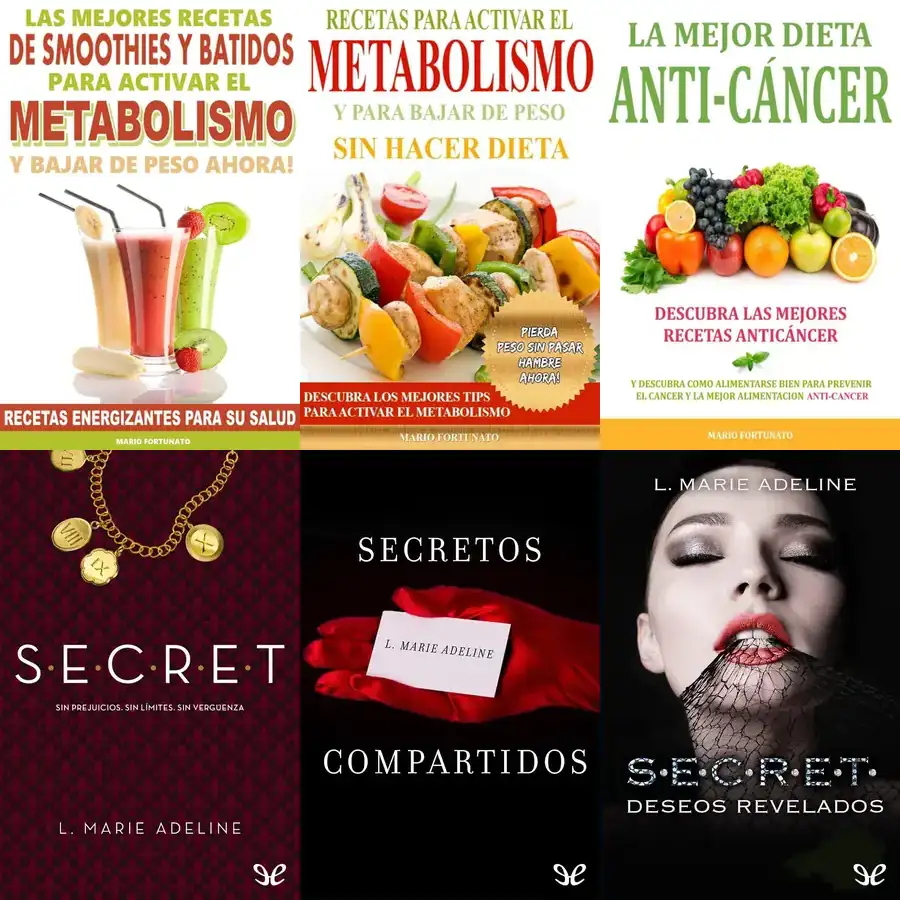 LAS MEJORES RECETAS
DE SMOOTHIES Y BATIDOS
PARA ACTIVAR EL
METABOLISMO
Y BAJAR DE PESO AHORA!
RECETAS ENERGIZANTES PARA SU SALUD
MARIO FORTUNATO
RECETAS PARA ACTIVAR EL
METABOLISMO
Y PARA BAJAR DE PESO
SIN HACER DIETA
PIERDA
PESO SIN PASAR
HAMBRE
AHORA!
DESCUBRA LOS MEJORES TIPS
PARA ACTIVAR EL METABOLISMO
MARIO FORTUNATO
LA MEJOR DIETA
ANTI-CÁNCER
DESCUBRA LAS MEJORES
RECETAS ANTICÁNCER
Y DESCUBRA COMO ALIMENTARSE BIEN PARA PREVENIR
EL CANCER Y LA MEJOR ALIMENTACION ANTI-CANCER
MARIO FORTUNATO
VIII
IX
X
S·E·C·R·E·T
SIN PREJUICIOS. SIN LÍMITES. SIN VERGÜENZA
L. MARIE ADELINE
SECRETOS
L. MARIE ADELINE
COMPARTIDOS
L. MARIE ADELINE
S·E·C·R·E·T·
DESEOS REVELADOS